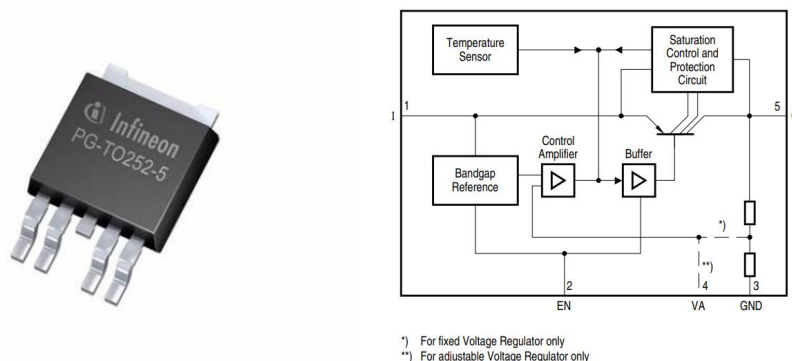 Infineon
PG-TO252-5
Temperature
Sensor
Saturation
Control and
Protection
Circuit
I
1
5
Control
Amplifier
Buffer
Bandgap
Reference
*)
**)
2
4
3
EN
VA
GND
*) For fixed Voltage Regulator only
**) For adjustable Voltage Regulator only